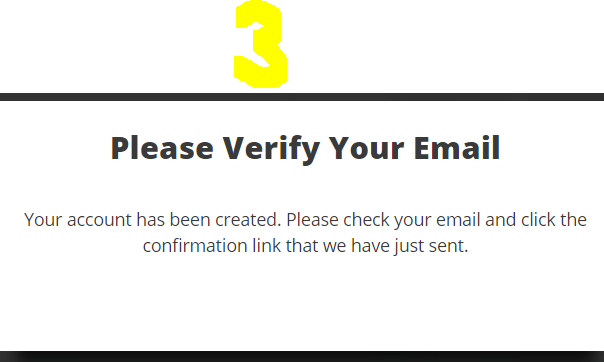 3
Please Verify Your Email
Your account has been created. Please check your email and click the
confirmation link that we have just sent.